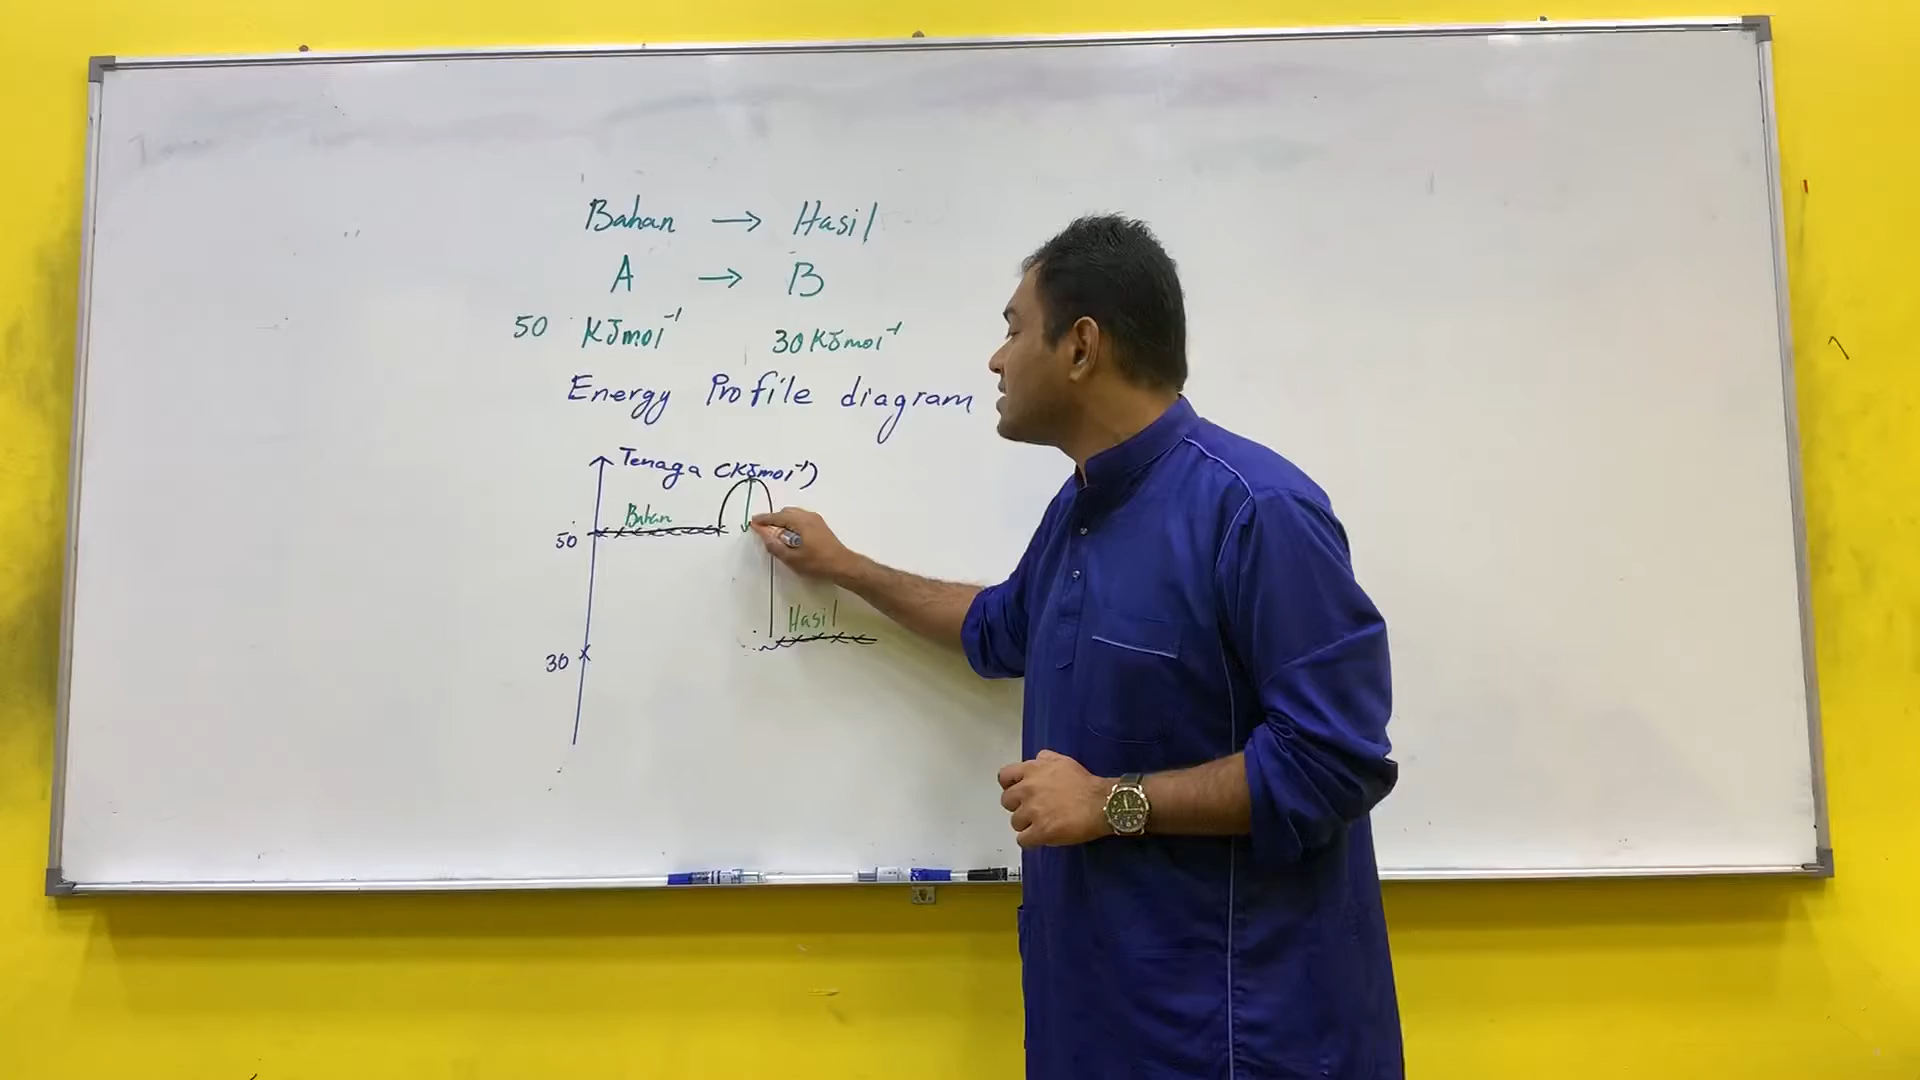 Bahan → Hasil
A → B
50 KJmol⁻¹ 30 KJmol⁻¹
Energy Profile diagram
Tenaga (KJmol⁻¹)
Bahan
50
Hasil
30